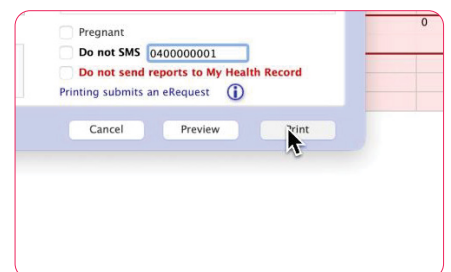 0
Pregnant
Do not SMS 0400000001
Do not send reports to My Health Record
Printing submits an eRequest i
Cancel Preview Print